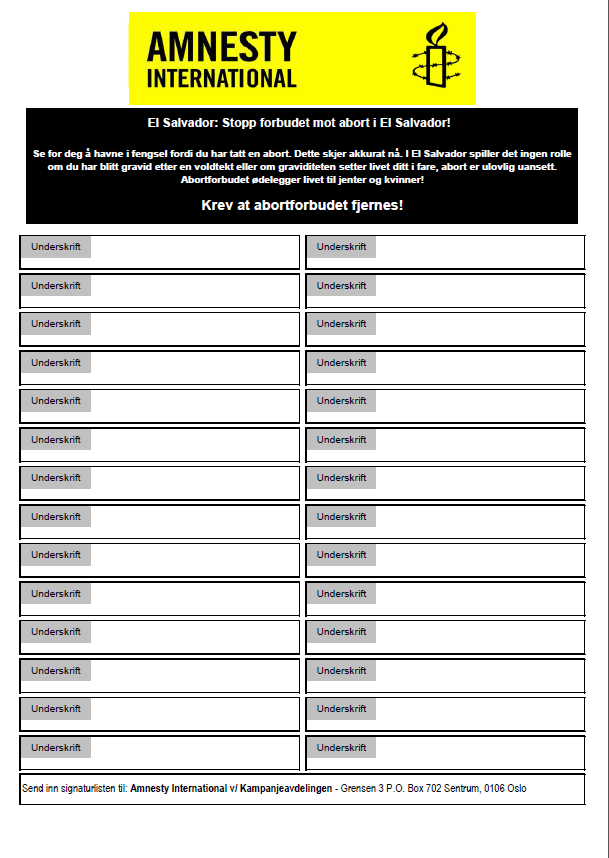 AMNESTY
INTERNATIONAL
El Salvador: Stopp forbudet mot abort i El Salvador!
Se for deg å havne i fengsel fordi du har tatt en abort. Dette skjer akkurat nå. I El Salvador spiller det ingen rolle
om du har blitt gravid etter en voldtekt eller om graviditeten setter livet ditt i fare, abort er ulovlig uansett.
Abortforbudet ødelegger livet til jenter og kvinner!
Krev at abortforbudet fjernes!
Underskrift Underskrift
Underskrift Underskrift
Underskrift Underskrift
Underskrift Underskrift
Underskrift Underskrift
Underskrift Underskrift
Underskrift Underskrift
Underskrift Underskrift
Underskrift Underskrift
Underskrift Underskrift
Underskrift Underskrift
Underskrift Underskrift
Underskrift Underskrift
Underskrift Underskrift
Send inn signaturlisten til: Amnesty International v/ Kampanjeavdelingen - Grensen 3 P.O. Box 702 Sentrum, 0106 Oslo